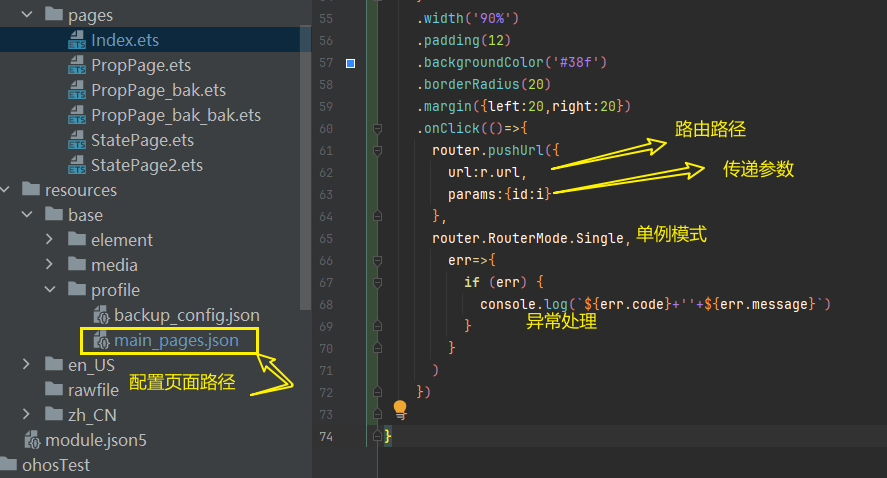 pages
Index.ets
PropPage.ets
PropPage_bak.ets
PropPage_bak_bak.ets
StatePage.ets
StatePage2.ets
resources
base
element
media
profile
backup_config.json
main_pages.json
en_US
配置页面路径
rawfile
zh_CN
module.json5
ohosTest
55 .width('90%')
56 .padding(12)
57 .backgroundColor('#38f')
58 .borderRadius(20)
59 .margin({left:20,right:20})
60 .onClick(()=>{
路由路径
61 router.pushUrl({
62 url:r.url,
传递参数
63 params:{id:i}
64 },
65 router.RouterMode.Single, 单例模式
66 err=>{
67 if (err) {
68 console.log(`${err.code}+''+${err.message}`)
异常处理
69 }
70 }
71 )
72 })
73
74 }